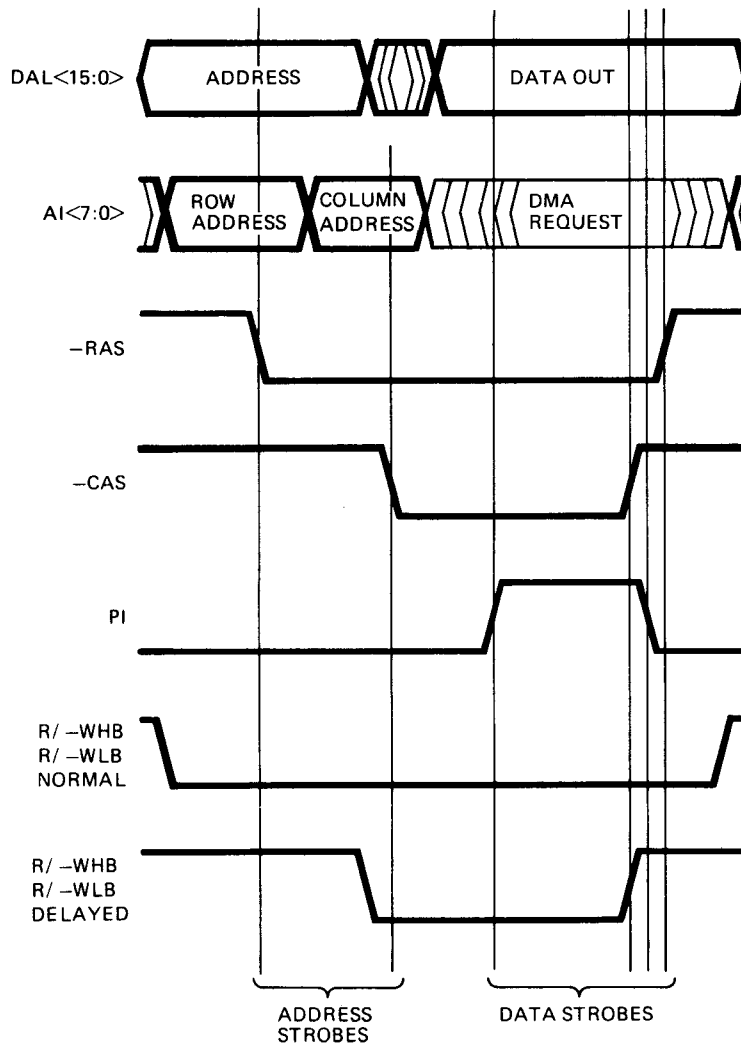 DAL<15:0>
ADDRESS
DATA OUT
AI<7:0>
ROW
ADDRESS
COLUMN
ADDRESS
DMA
REQUEST
—RAS
—CAS
PI
R/ —WHB
R/ —WLB
NORMAL
R/ —WHB
R/ —WLB
DELAYED
ADDRESS
STROBES
DATA STROBES